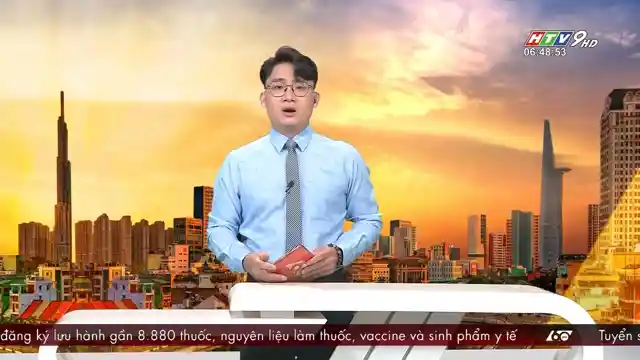 HTV9HD
06:48:53
đăng ký lưu hành gần 8.880 thuốc, nguyên liệu làm thuốc, vaccine và sinh phẩm y tế 60 Tuyển s